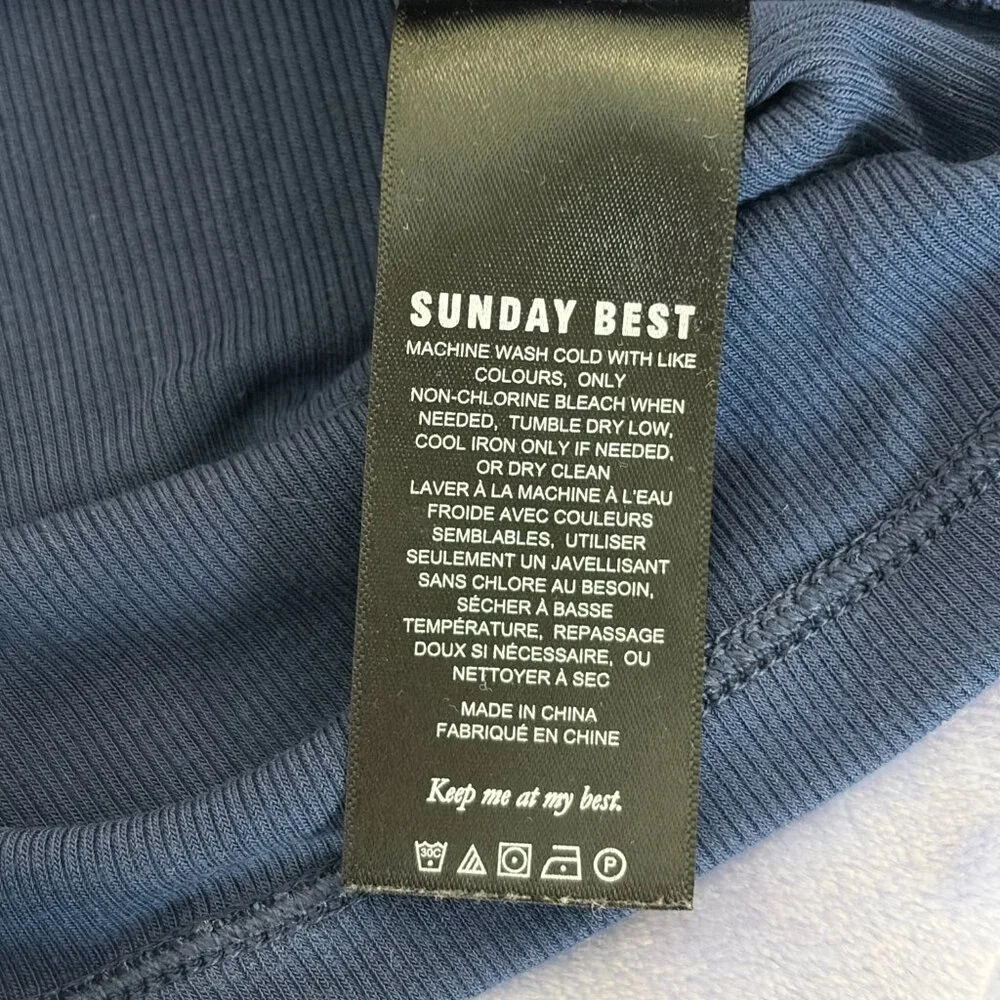 SUNDAY BEST
MACHINE WASH COLD WITH LIKE
COLOURS, ONLY
NON-CHLORINE BLEACH WHEN
NEEDED, TUMBLE DRY LOW,
COOL IRON ONLY IF NEEDED,
OR DRY CLEAN
LAVER À LA MACHINE À L'EAU
FROIDE AVEC COULEURS
SEMBLABLES, UTILISER
SEULEMENT UN JAVELLISANT
SANS CHLORE AU BESOIN,
SÉCHER À BASSE
TEMPÉRATURE, REPASSAGE
DOUX SI NÉCESSAIRE, OU
NETTOYER À SEC
MADE IN CHINA
FABRIQUÉ EN CHINE
Keep me at my best.
30C P